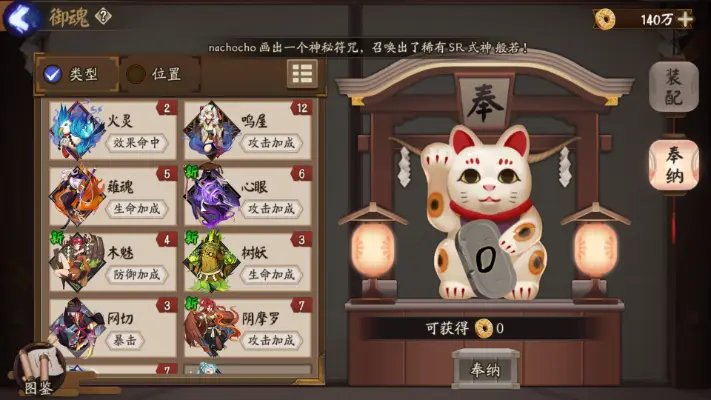 御魂 ?
140万 +
nachocho 画出一个神秘符咒，召唤出了稀有 SR 式神 般若！
类型
位置
火灵
2
效果命中
鸣屋
12
攻击加成
薙魂
5
生命加成
新
心眼
6
攻击加成
新
木魅
4
防御加成
新
树妖
3
生命加成
网切
3
暴击
新
阴摩罗
7
攻击加成
7
图鉴
奉
0
可获得 0
奉纳
装配
奉纳